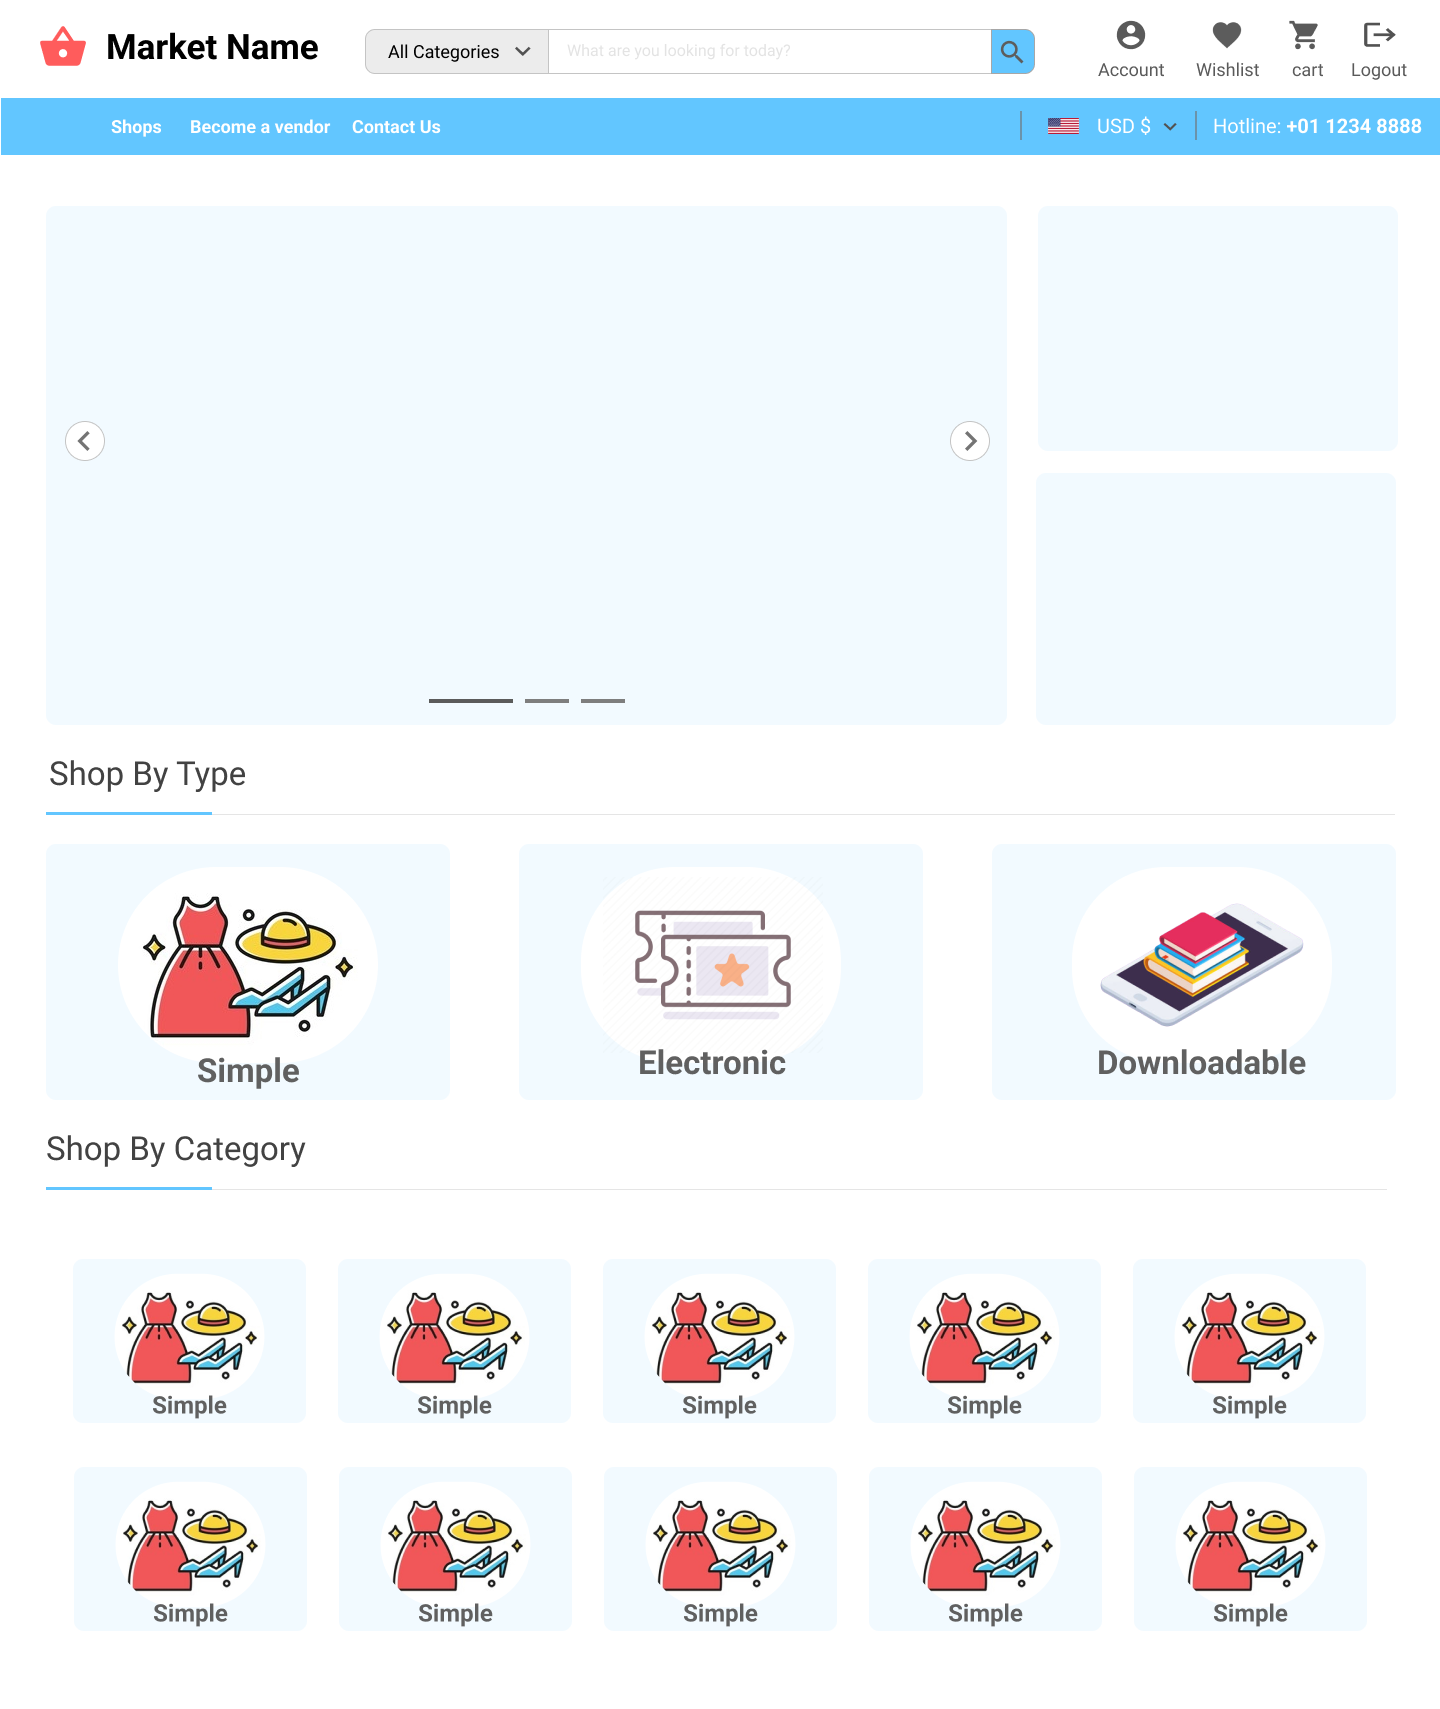 Market Name
All Categories
What are you looking for today?
Account
Wishlist
cart
Logout
Shops
Become a vendor
Contact Us
USD $
Hotline: +01 1234 8888
Shop By Type
Simple
Electronic
Downloadable
Shop By Category
Simple
Simple
Simple
Simple
Simple
Simple
Simple
Simple
Simple
Simple